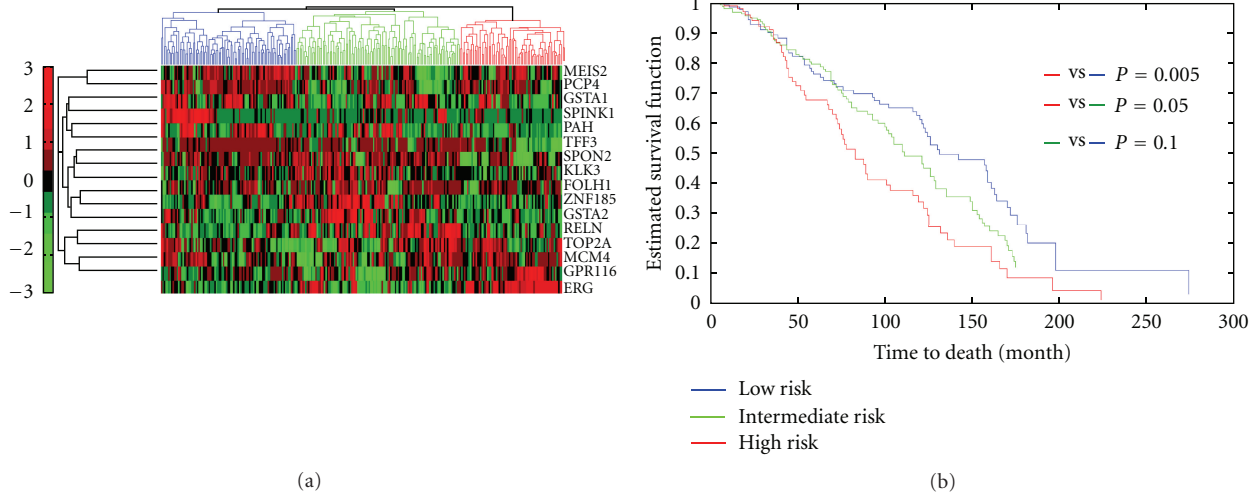 3
2
1
0
−1
−2
−3
MEIS2
PCP4
GSTA1
SPINK1
PAH
TFF3
SPON2
KLK3
FOLH1
ZNF185
GSTA2
RELN
TOP2A
MCM4
GPR116
ERG
(a)
Estimated survival function
1
0.9
0.8
0.7
0.6
0.5
0.4
0.3
0.2
0.1
0
0 50 100 150 200 250 300
Time to death (month)
vs P = 0.005
vs P = 0.05
vs P = 0.1
Low risk
Intermediate risk
High risk
(b)